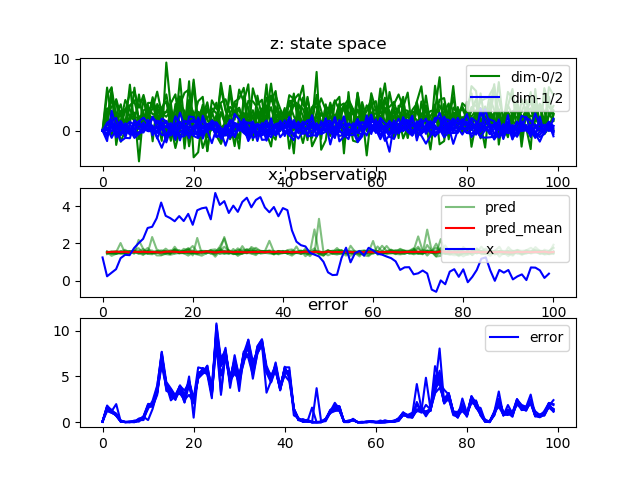 z: state space
10
0
dim-0/2
dim-1/2
0 20 40 60 80 100
x: observation
4
2
0
pred
pred_mean
x
0 20 40 60 80 100
error
10
5
0
error
0 20 40 60 80 100